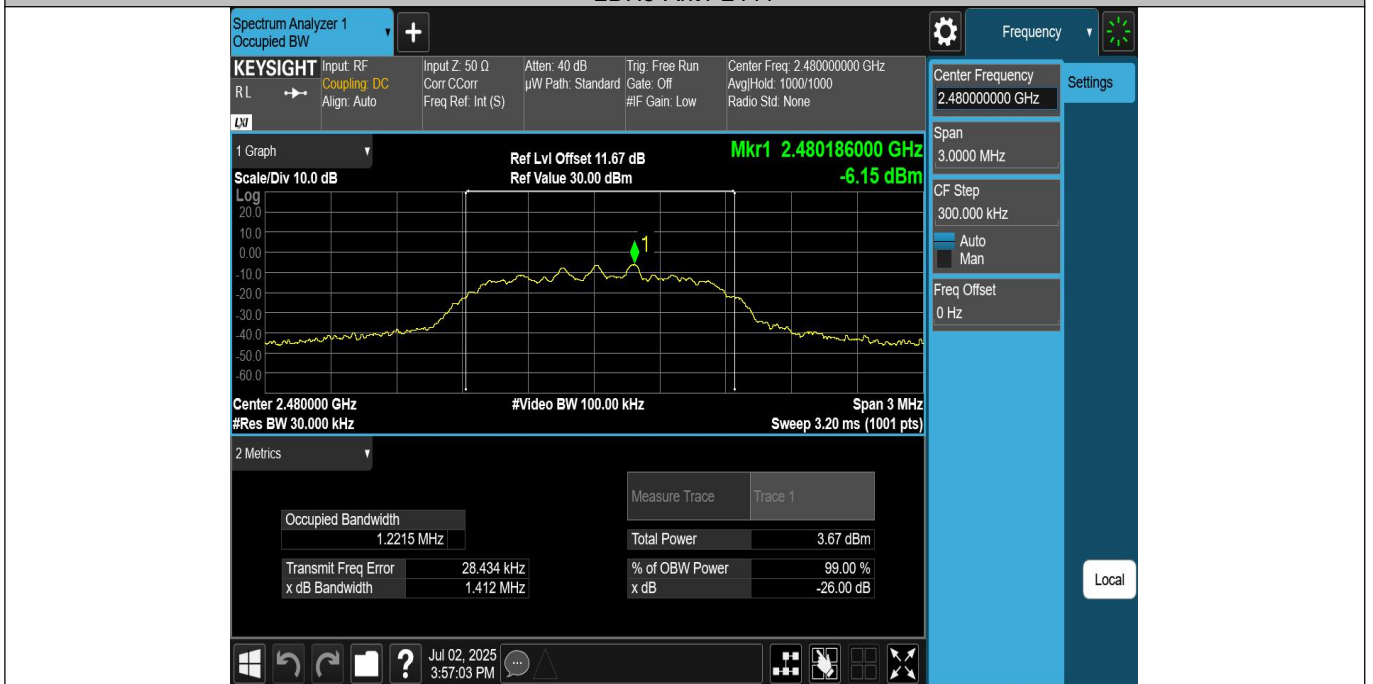 Spectrum Analyzer 1
Occupied BW
+
Frequency
KEYSIGHT
R L
LXI
Input: RF
Coupling: DC
Align: Auto
Input Z: 50 Ω
Corr CCorr
Freq Ref: Int (S)
Atten: 40 dB
µW Path: Standard
Trig: Free Run
Gate: Off
#IF Gain: Low
Center Freq: 2.480000000 GHz
Avg|Hold: 1000/1000
Radio Std: None
Center Frequency
2.480000000 GHz
Settings
Span
3.0000 MHz
CF Step
300.000 kHz
Auto
Man
Freq Offset
0 Hz
Local
1 Graph
Scale/Div 10.0 dB
Ref Lvl Offset 11.67 dB
Ref Value 30.00 dBm
Mkr1 2.480186000 GHz
-6.15 dBm
Log
20.0
10.0
0.00
-10.0
-20.0
-30.0
-40.0
-50.0
-60.0
1
Center 2.480000 GHz
#Video BW 100.00 kHz
Span 3 MHz
#Res BW 30.000 kHz
Sweep 3.20 ms (1001 pts)
2 Metrics
Measure Trace Trace 1
Occupied Bandwidth
1.2215 MHz
Total Power 3.67 dBm
Transmit Freq Error 28.434 kHz
% of OBW Power 99.00 %
x dB Bandwidth 1.412 MHz
x dB -26.00 dB
?
Jul 02, 2025
3:57:03 PM